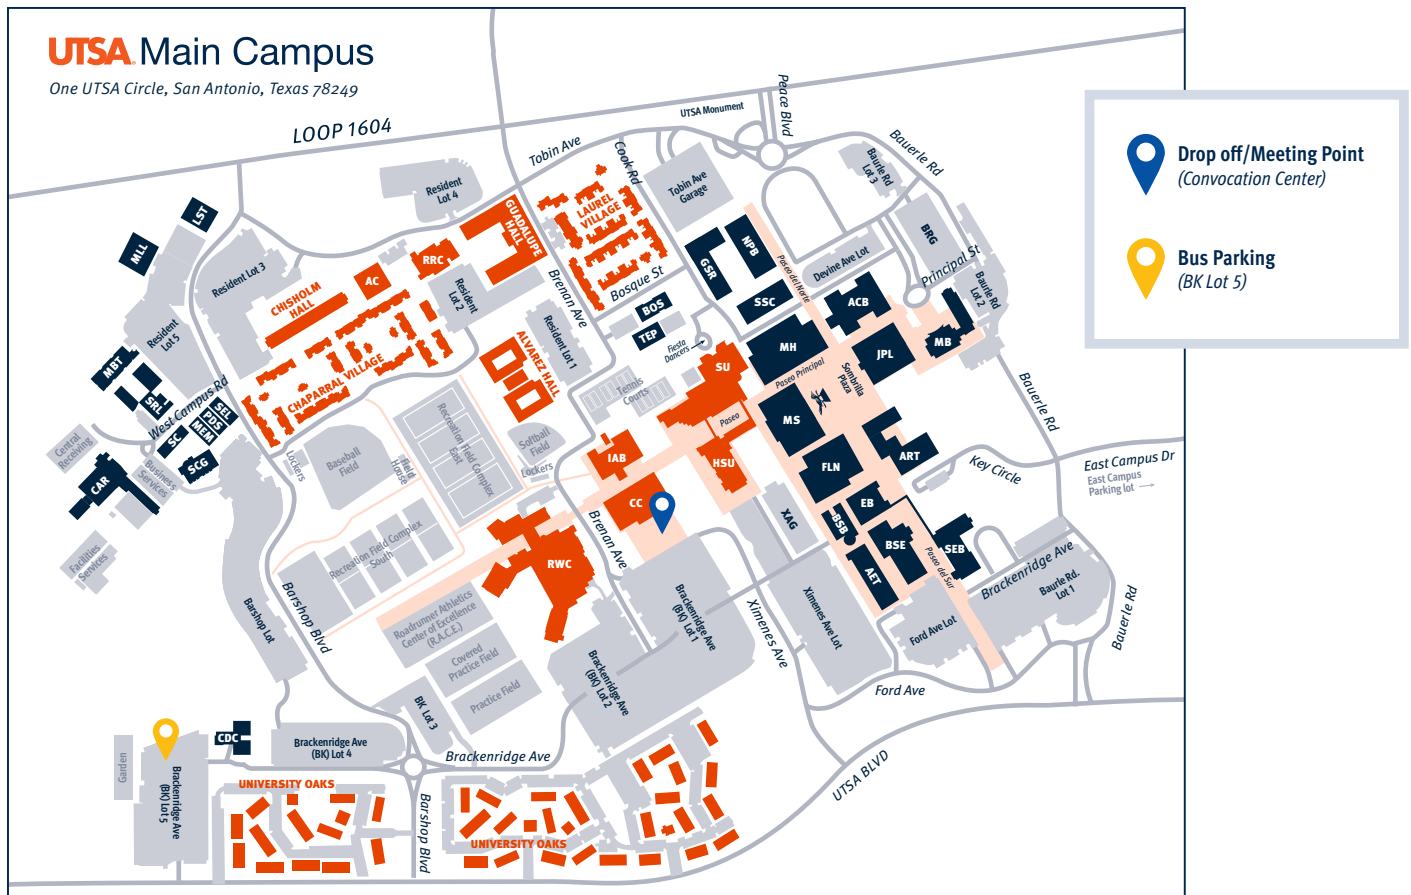 UTSA Main Campus
One UTSA Circle, San Antonio, Texas 78249
LOOP 1604
Tobin Ave
Cook Rd
UTSA Monument
Peace Blvd
Bauerle Rd
Drop off/Meeting Point
(Convocation Center)
Bus Parking
(BK Lot 5)
Resident
Lot 4
Tobin Ave
Garage
Baurle Rd
Lot 3
LST
MLL
LAUREL
VILLAGE
GUADALUPE
HALL
RRC
AC
Resident Lot 3
CHISHOLM
HALL
Resident
Lot 2
Resident
Lot 5
Brenan Ave
Bosque St
BOS
TEP
GSR
NPB
SSC
Paseo del Norte
Devine Ave Lot
BRG
Principal St
Baurle Rd
Lot 2
ACB
MB
JPL
MH
Fiesta
Dancers
SU
Paseo Principal
Sombrilla
Plaza
Resident Lot 1
ALVAREZ HALL
CHAPARRAL VILLAGE
MBT
SRL
West Campus Rd
SEL
PDS
MEM
SC
SCG
Central
Receiving
Business
Services
CAR
Facilities
Services
Lockers
Baseball
Field
Field
House
Recreation Field Complex
East
Softball
Field
Lockers
Tennis
Courts
Paseo
MS
HSU
IAB
FLN
ART
Key Circle
Bauerle Rd
East Campus Dr
East Campus
Parking lot
CC
XAG
EB
BSB
BSE
SEB
AET
Paseo del Sur
Brenan Ave
RWC
Recreation Field Complex
South
Barshop Lot
Barshop Blvd
Roadrunner Athletics
Center of Excellence
(R.A.C.E.)
Covered
Practice Field
Practice Field
Brackenridge Ave
(BK) Lot 1
Brackenridge Ave
(BK) Lot 2
Ximenes Ave
Ximenes Ave Lot
Ford Ave Lot
Ford Ave
Brackenridge Ave
Baurle Rd.
Lot 1
Bauerle Rd
BK Lot 3
CDC
Garden
Brackenridge Ave
(BK) Lot 5
Brackenridge Ave
(BK) Lot 4
Brackenridge Ave
UTSA BLVD
UNIVERSITY OAKS
Barshop Blvd
UNIVERSITY OAKS